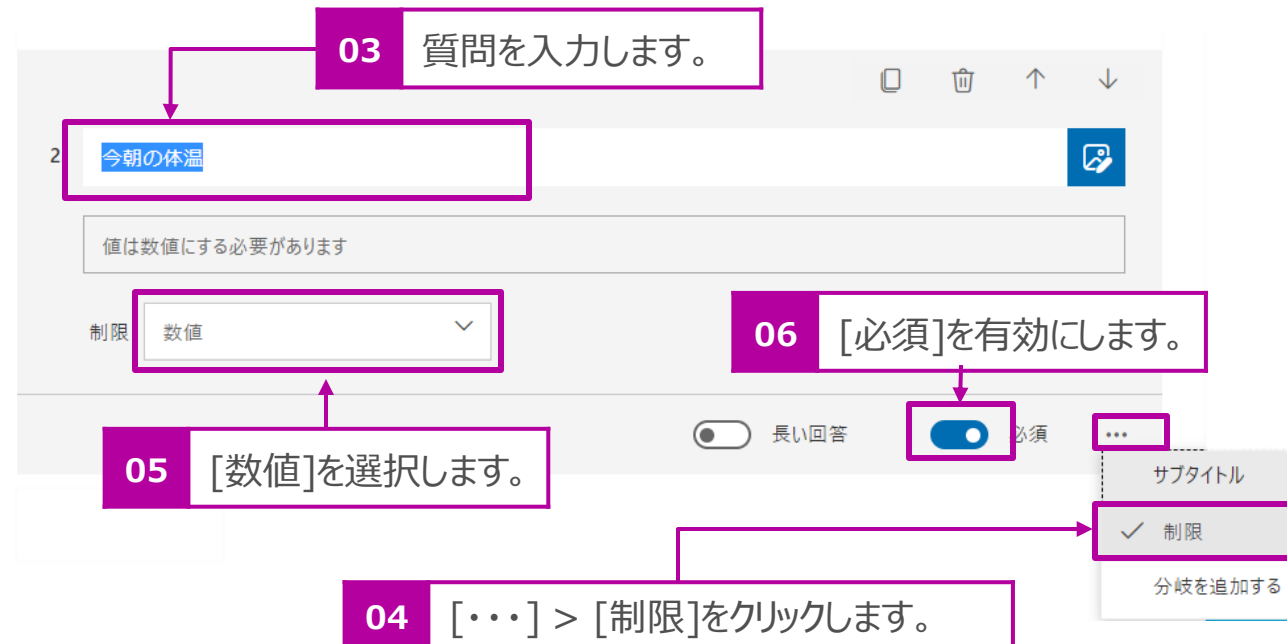 03 質問を入力します。
2 今朝の体温
値は数値にする必要があります
制限 数値
06 [必須]を有効にします。
長い回答 必須 ...
05 [数値]を選択します。
サブタイトル
✓ 制限
分岐を追加する
04 [・・・] > [制限]をクリックします。